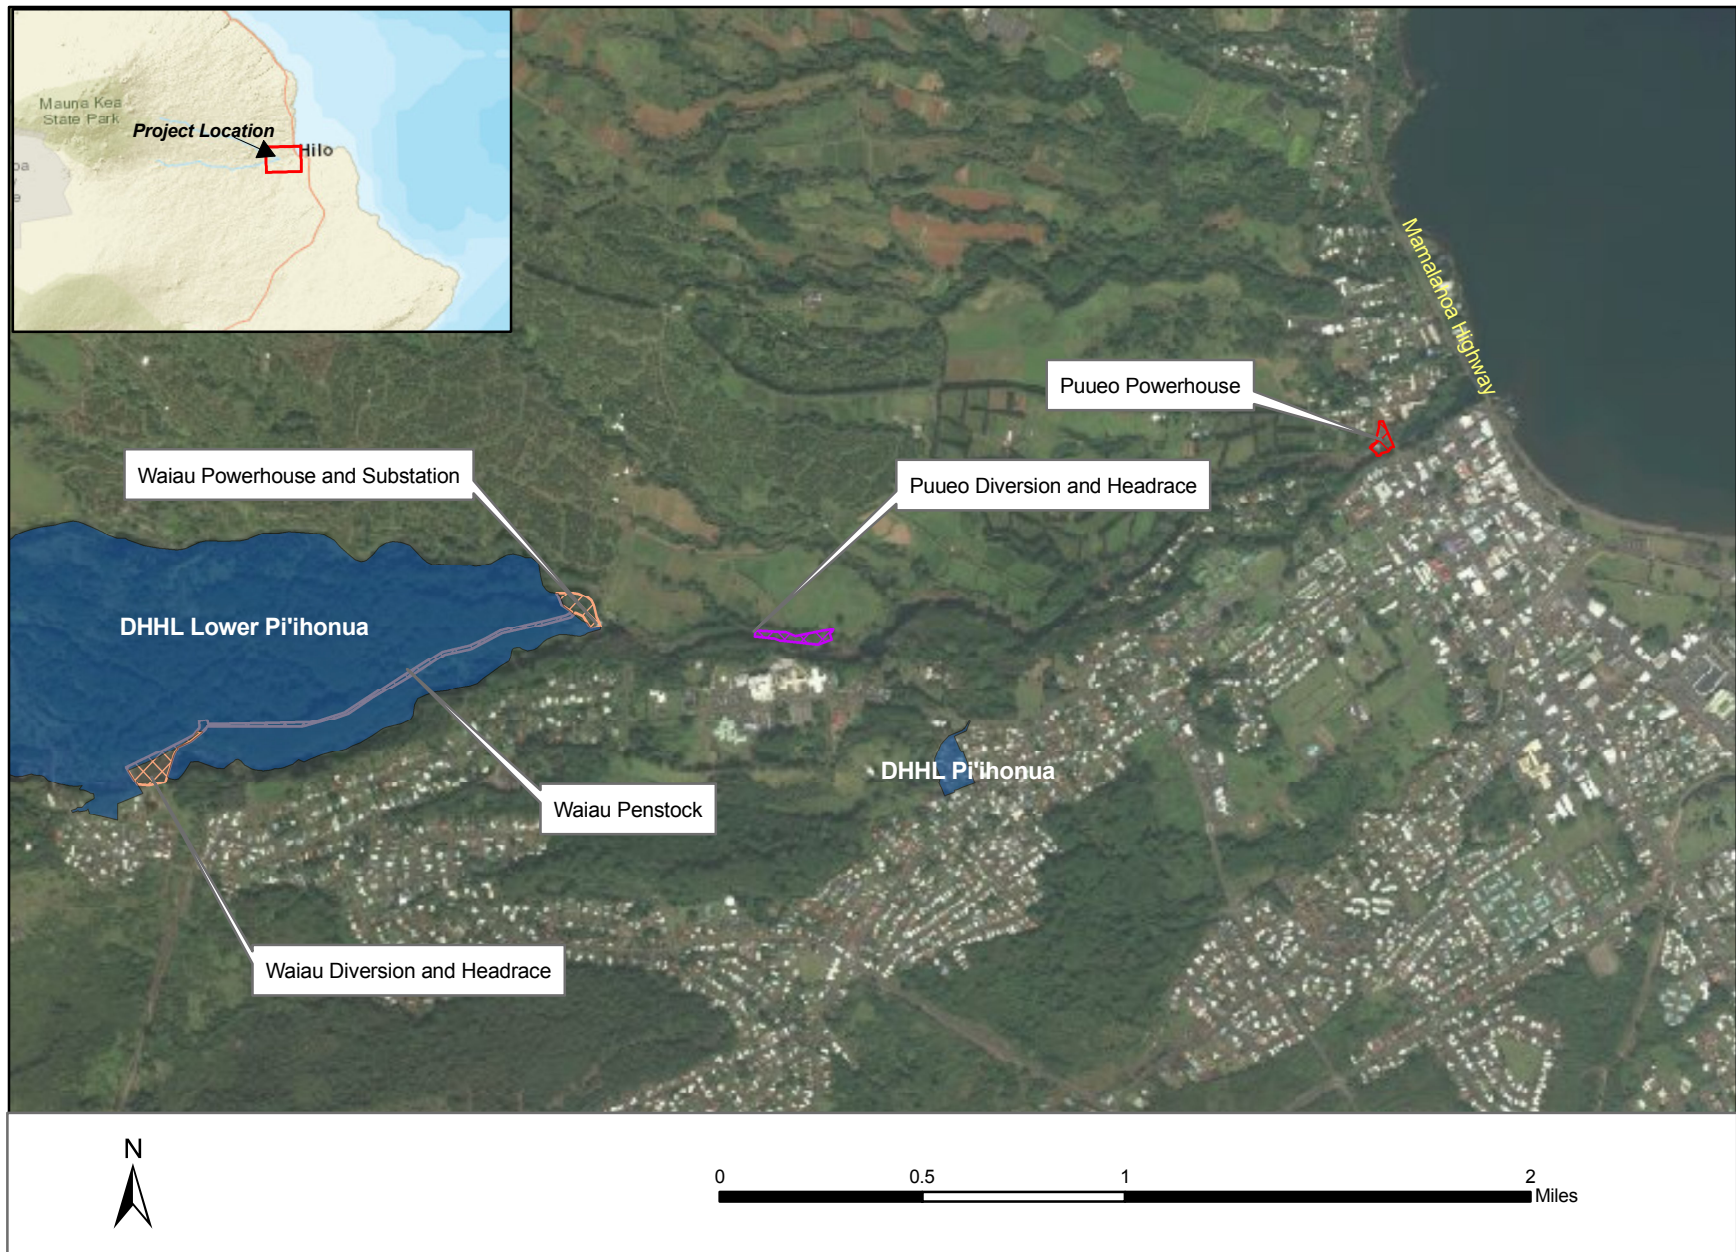 Mauna Kea
State Park
Project Location
Hilo
oa
y
e
Mamalahoa Highway
Puueo Powerhouse
Waiau Powerhouse and Substation
Puueo Diversion and Headrace
DHHL Lower Pi'ihonua
DHHL Pi'ihonua
Waiau Penstock
Waiau Diversion and Headrace
N
0 0.5 1 2
Miles